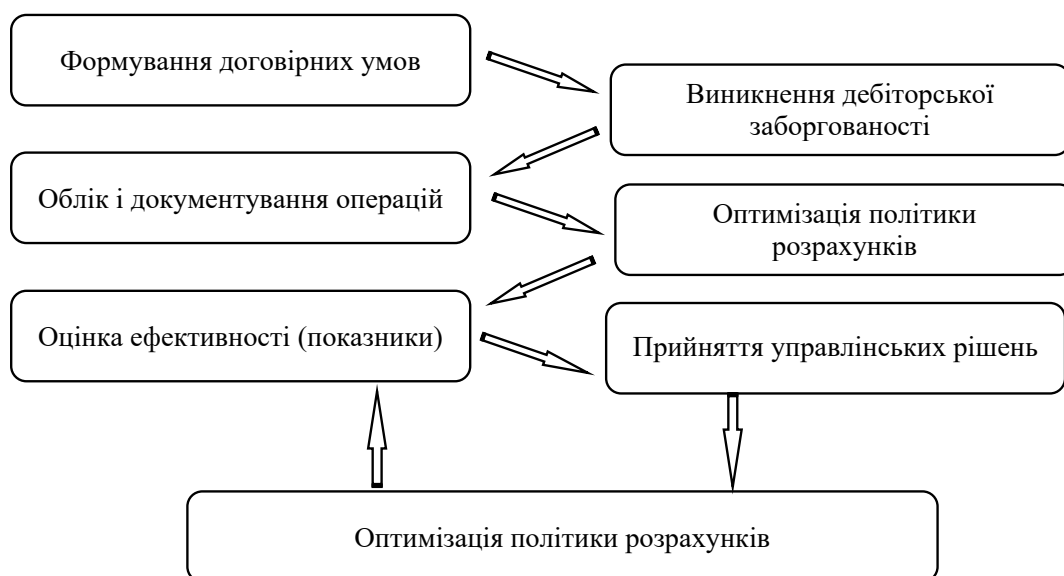 Формування договірних умов
Виникнення дебіторської
заборгованості
Облік і документування операцій
Оптимізація політики
розрахунків
Оцінка ефективності (показники)
Прийняття управлінських рішень
Оптимізація політики розрахунків